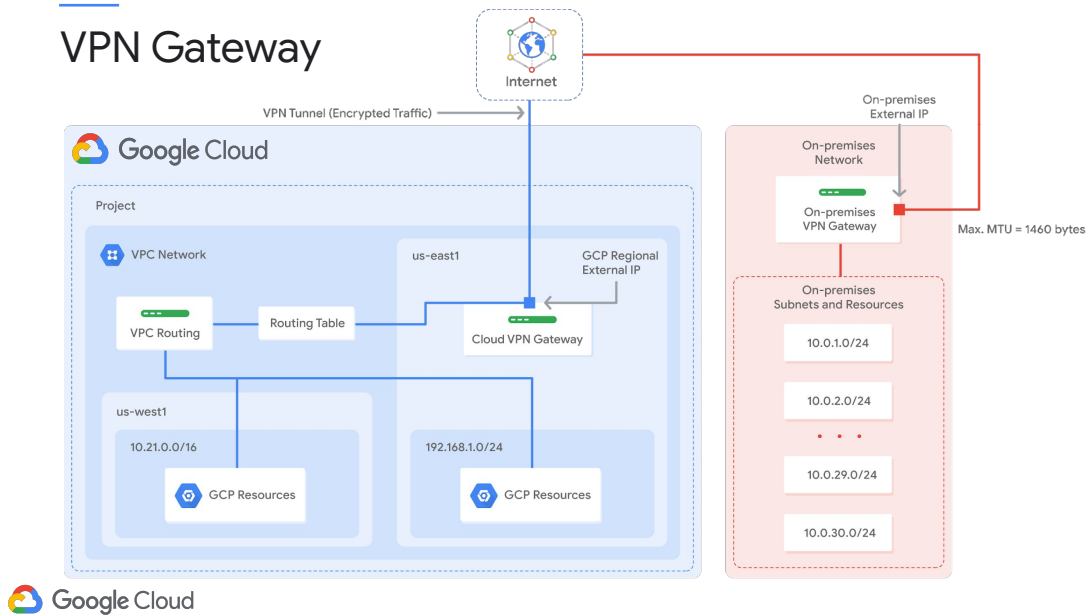 VPN Gateway
Internet
VPN Tunnel (Encrypted Traffic)
Google Cloud
Project
VPC Network
us-east1
GCP Regional
External IP
VPC Routing
Routing Table
Cloud VPN Gateway
us-west1
10.21.0.0/16
GCP Resources
192.168.1.0/24
GCP Resources
On-premises
External IP
On-premises
Network
On-premises
VPN Gateway
Max. MTU = 1460 bytes
On-premises
Subnets and Resources
10.0.1.0/24
10.0.2.0/24
• • •
10.0.29.0/24
10.0.30.0/24
Google Cloud